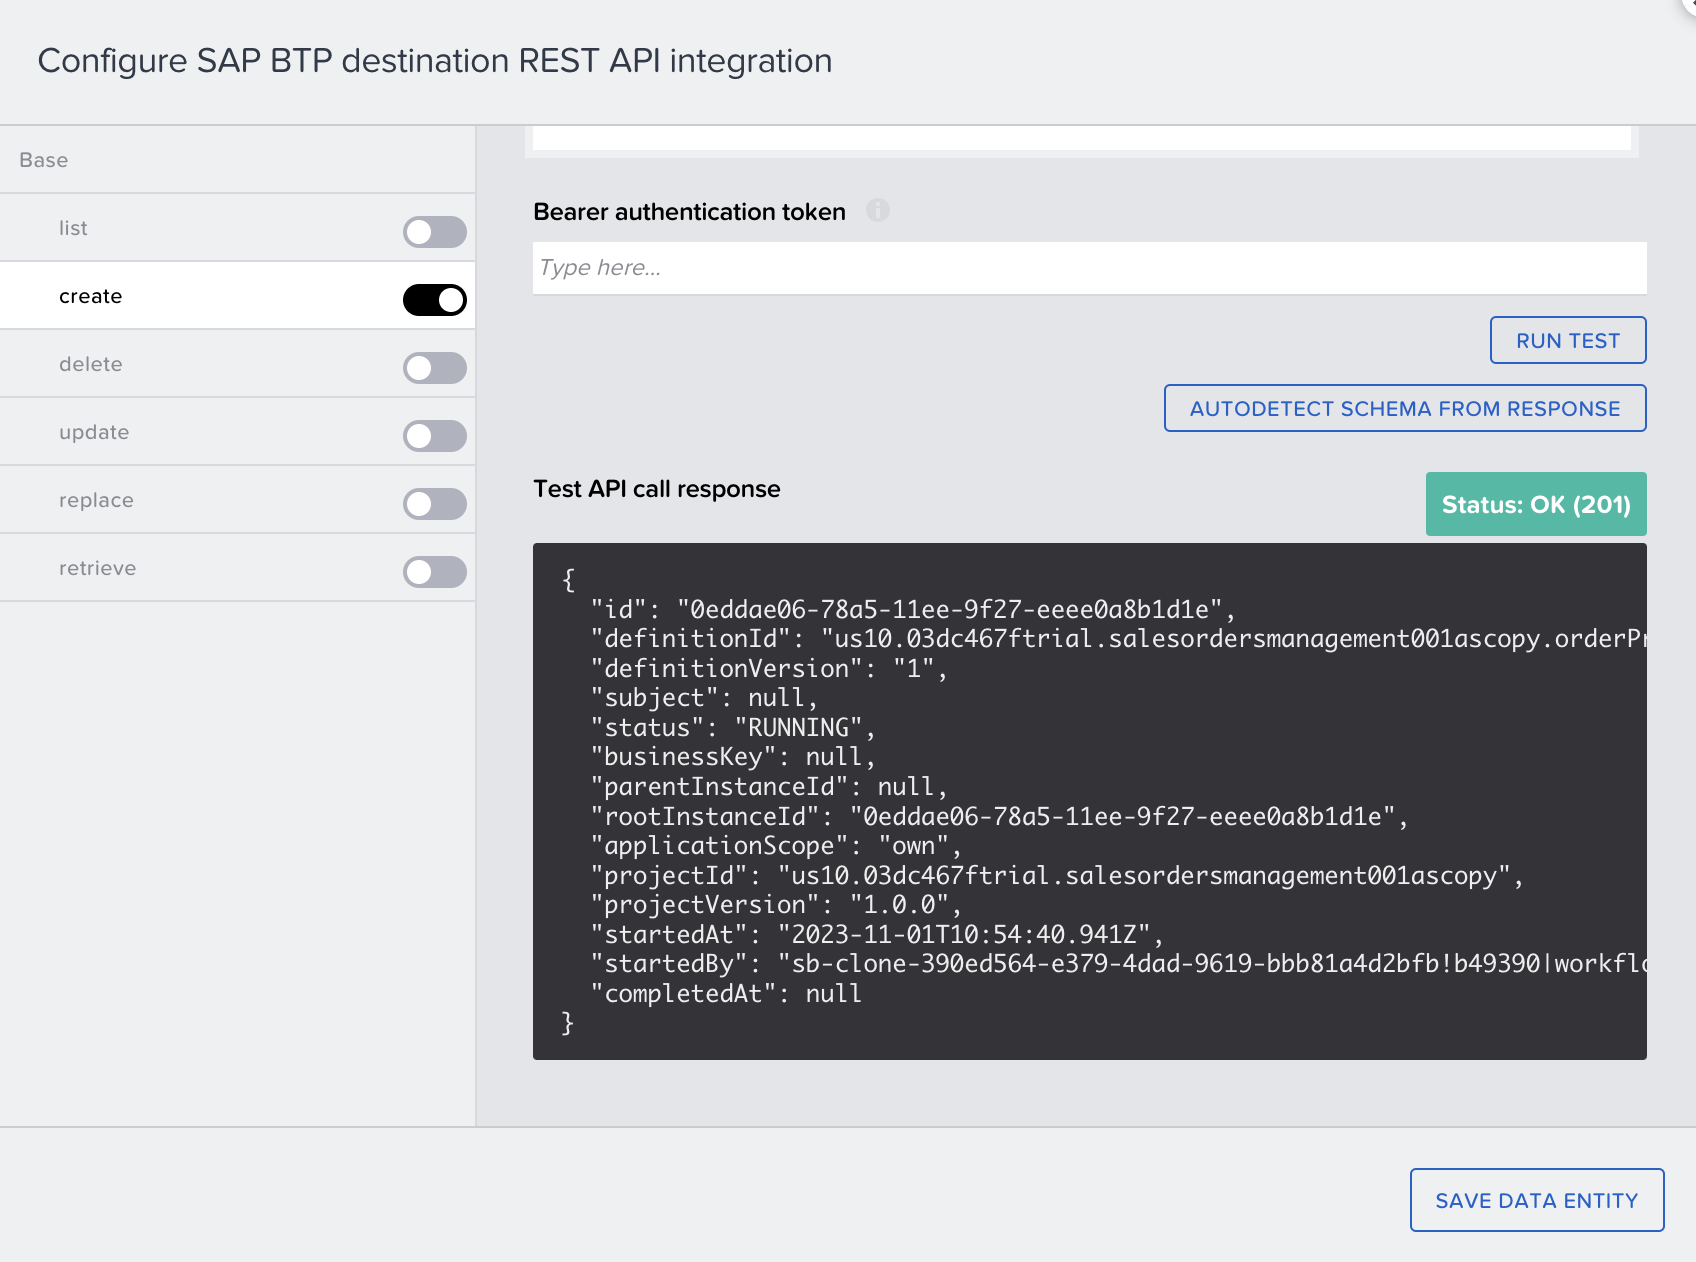 Configure SAP BTP destination REST API integration
Base
list
create
delete
update
replace
retrieve
Bearer authentication token
Type here...
RUN TEST
AUTODETECT SCHEMA FROM RESPONSE
Test API call response
Status: OK (201)
{
"id": "0eddae06-78a5-11ee-9f27-eeee0a8b1d1e",
"definitionId": "us10.03dc467ftrial.salesordersmanagement001ascopy.orderPr
"definitionVersion": "1",
"subject": null,
"status": "RUNNING",
"businessKey": null,
"parentInstanceId": null,
"rootInstanceId": "0eddae06-78a5-11ee-9f27-eeee0a8b1d1e",
"applicationScope": "own",
"projectId": "us10.03dc467ftrial.salesordersmanagement001ascopy",
"projectVersion": "1.0.0",
"startedAt": "2023-11-01T10:54:40.941Z",
"startedBy": "sb-clone-390ed564-e379-4dad-9619-bbb81a4d2bfb!b49390|workflo
"completedAt": null
}
SAVE DATA ENTITY